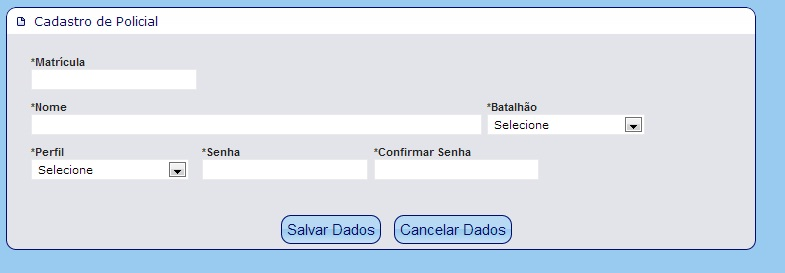 Cadastro de Policial
*Matrícula
*Nome *Batalhão
Selecione
*Perfil *Senha *Confirmar Senha
Selecione
Salvar Dados Cancelar Dados